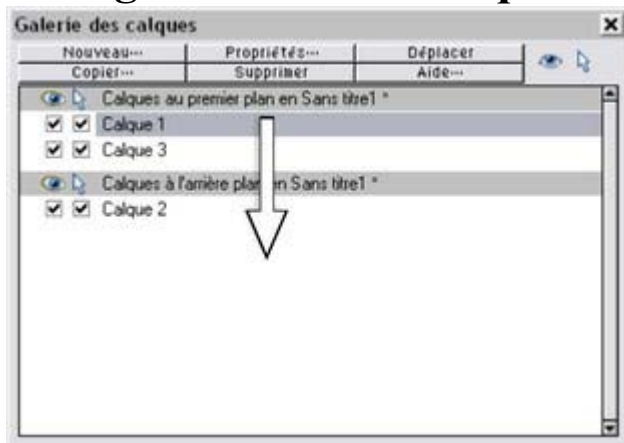 Galerie des calques
Nouveau... Propriétés... Déplacer
Copier... Supprimer Aide...
Calques au premier plan en Sans titre1 *
Calque 1
Calque 3
Calques à l'arrière plan en Sans titre1 *
Calque 2